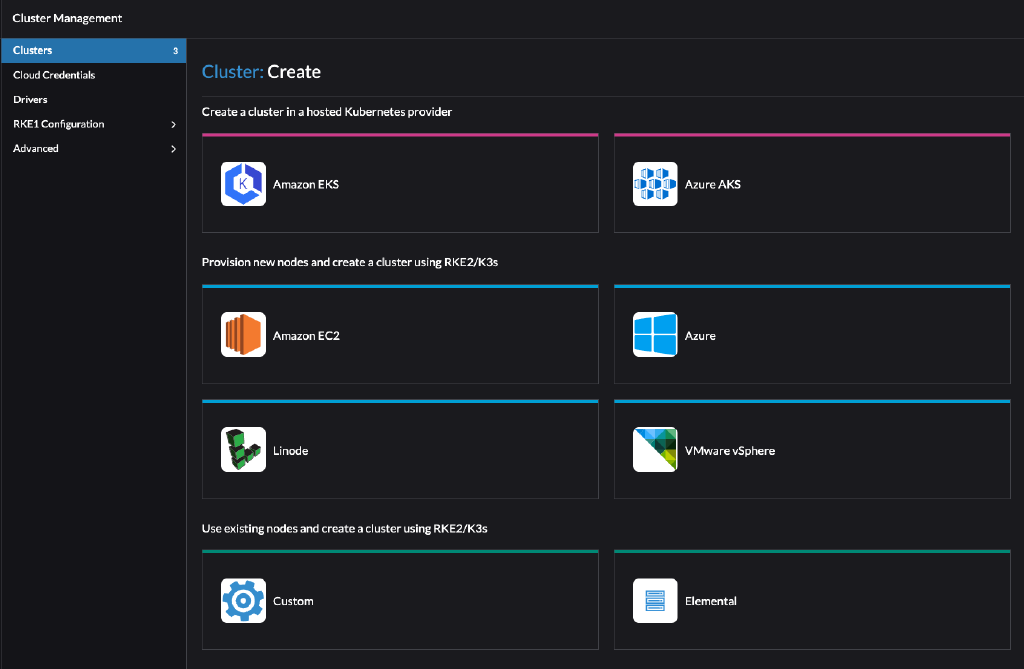 Cluster Management
Clusters 3
Cloud Credentials
Drivers
RKE1 Configuration
Advanced
Cluster: Create
Create a cluster in a hosted Kubernetes provider
K
Amazon EKS
Azure AKS
Provision new nodes and create a cluster using RKE2/K3s
Amazon EC2
Azure
Linode
VMware vSphere
Use existing nodes and create a cluster using RKE2/K3s
Custom
Elemental